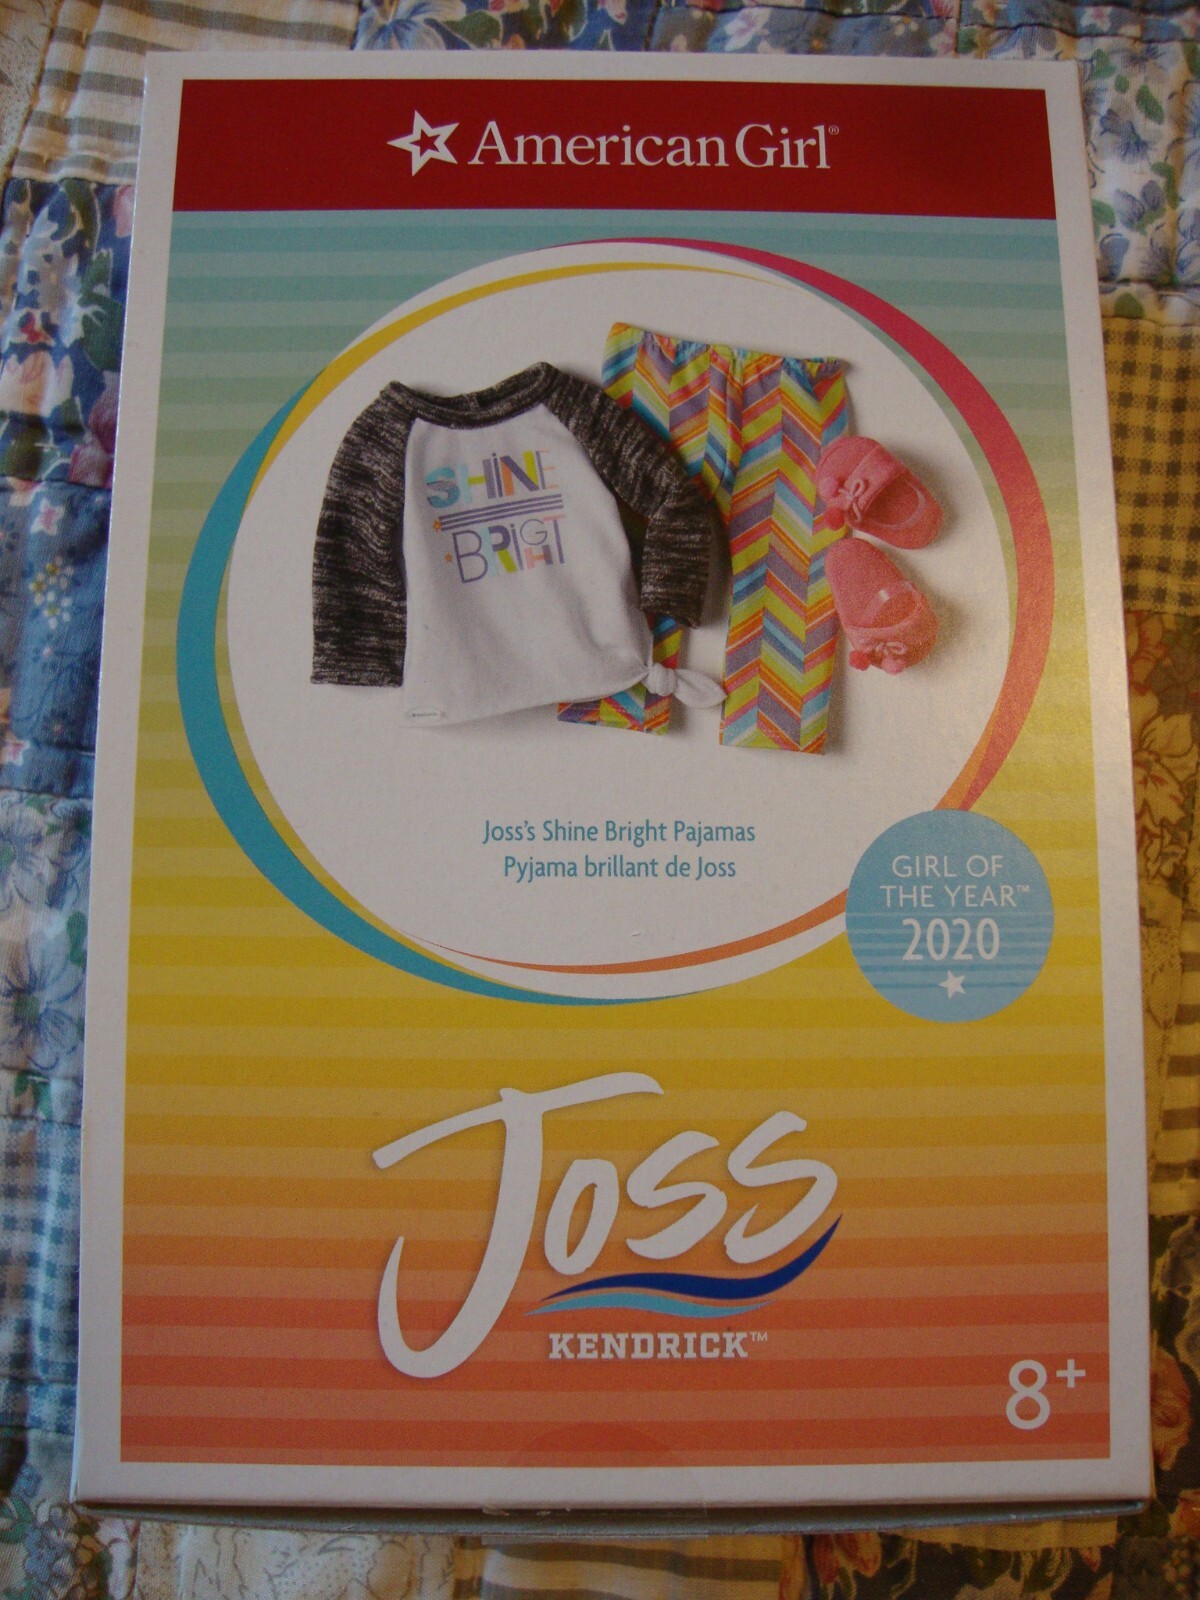 American Girl®
SHINE
BRIGHT
Joss's Shine Bright Pajamas
Pyjama brillant de Joss
GIRL OF
THE YEAR™
2020
Joss
KENDRICK™
8+